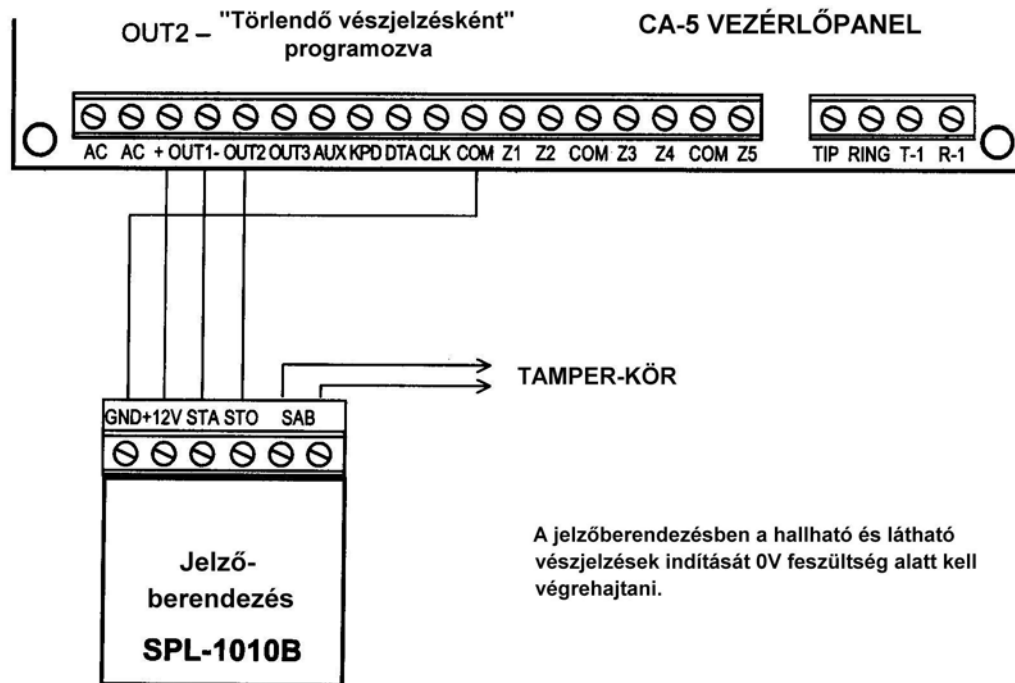 OUT2 – "Törlendő vészjelzésként"
programozva
CA-5 VEZÉRLŐPANEL
AC AC + OUT1- OUT2 OUT3 AUX KPD DTA CLK COM Z1 Z2 COM Z3 Z4 COM Z5
TIP RING T-1 R-1
TAMPER-KÖR
GND +12V STA STO SAB
Jelző-
berendezés
SPL-1010B
A jelzőberendezésben a hallható és látható
vészjelzések indítását 0V feszültség alatt kell
végrehajtani.